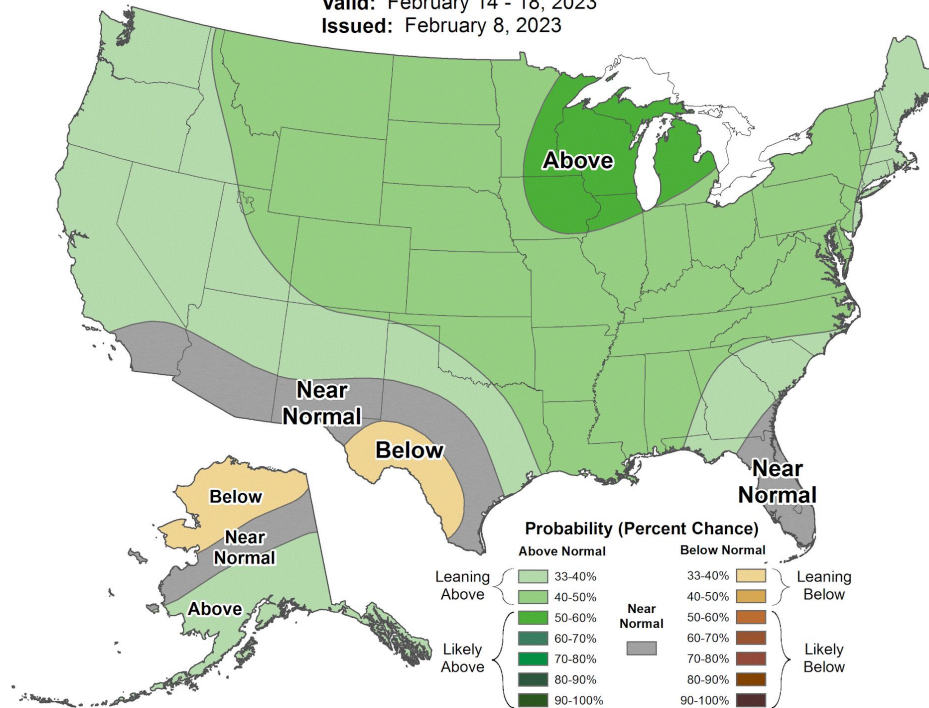 Valid: February 14 - 18, 2023
Issued: February 8, 2023
Above
Near
Normal
Below
Near
Normal
Below
Near
Normal
Above
Probability (Percent Chance)
Above Normal
Below Normal
Leaning
Above
33-40%
40-50%
Likely
Above
50-60%
60-70%
70-80%
80-90%
90-100%
Near
Normal
33-40%
40-50%
Leaning
Below
50-60%
60-70%
70-80%
80-90%
90-100%
Likely
Below